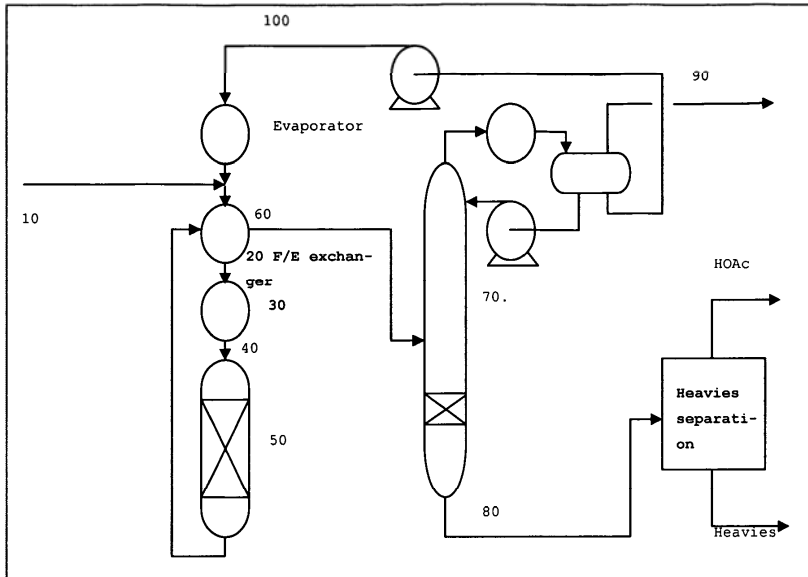 100
90
Evaporator
10
60
20 F/E exchan-
ger
30
HOAc
70.
40
Heavies
separati-
on
50
80
Heavies